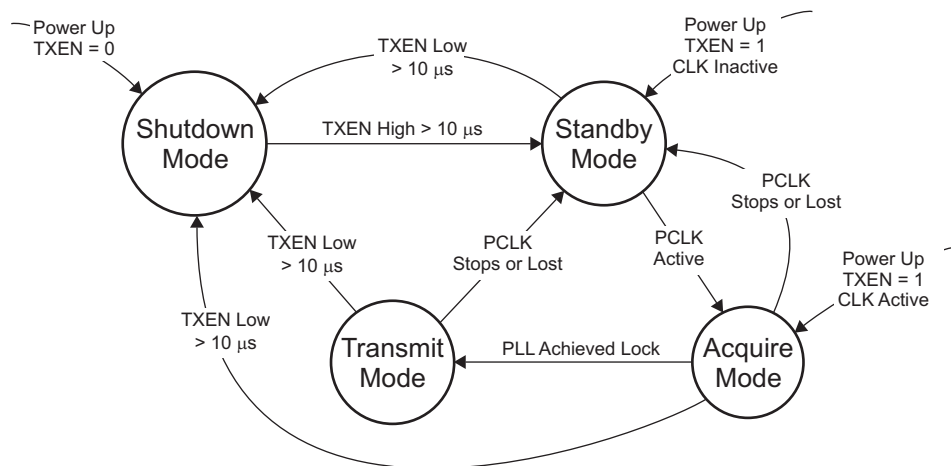 Power Up
TXEN = 0
TXEN Low
> 10 μs
Power Up
TXEN = 1
CLK Inactive
Shutdown
Mode
TXEN High > 10 μs
Standby
Mode
PCLK
Stops or Lost
TXEN Low
> 10 μs
PCLK
Stops or Lost
PCLK
Active
Power Up
TXEN = 1
CLK Active
TXEN Low
> 10 μs
Transmit
Mode
PLL Achieved Lock
Acquire
Mode